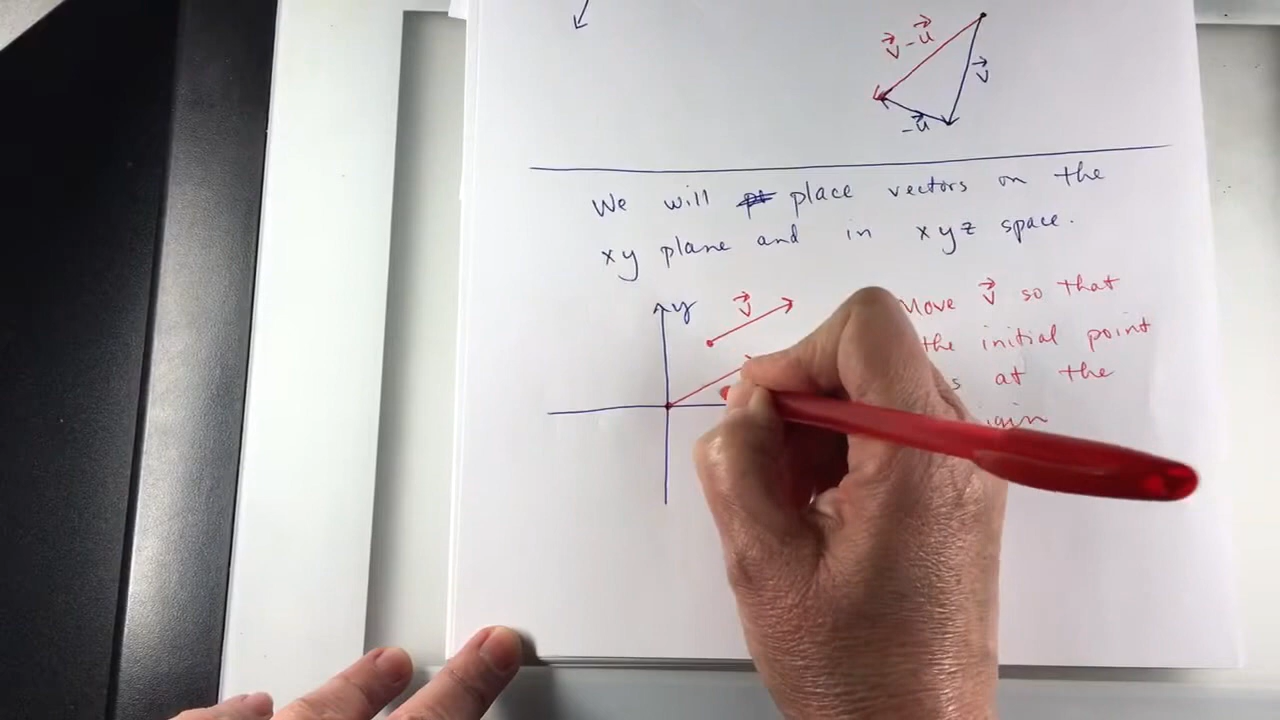 v⃗ - u⃗
v⃗
-u⃗
We will place vectors on the
xy plane and in xyz space.
y
v⃗
Move v⃗ so that
the initial point
at the